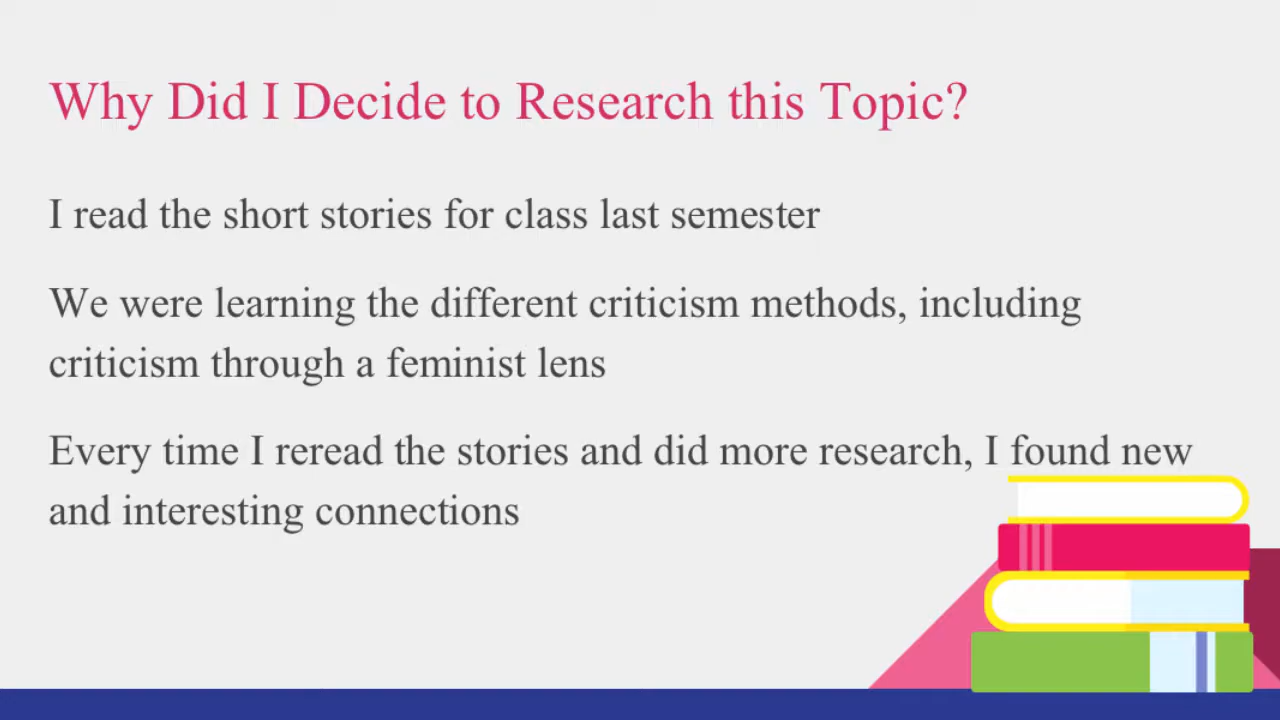 Why Did I Decide to Research this Topic?
I read the short stories for class last semester
We were learning the different criticism methods, including
criticism through a feminist lens
Every time I reread the stories and did more research, I found new
and interesting connections